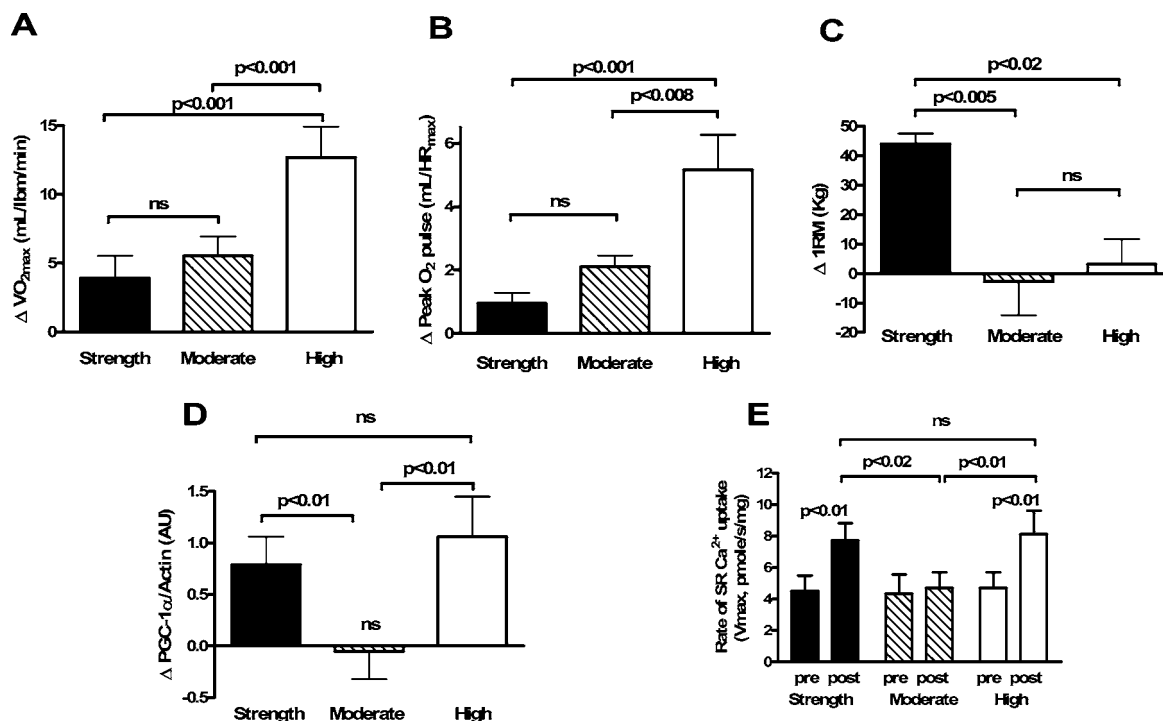 A
p<0.001
p<0.001
ns
Δ VO2max (mL/lbm/min)
15
10
5
0
Strength Moderate High
B
p<0.001
p<0.008
ns
Δ Peak O2 pulse (mL/HRmax)
6
4
2
0
Strength Moderate High
C
p<0.02
p<0.005
ns
Δ 1RM (Kg)
50
40
30
20
10
0
-10
-20
Strength Moderate High
D
ns
p<0.01
p<0.01
ns
Δ PGC-1α/Actin (AU)
1.5
1.0
0.5
0.0
-0.5
Strength Moderate High
E
ns
p<0.02 p<0.01
p<0.01 p<0.01
Rate of SR Ca2+ uptake
(Vmax, pmole/s/mg)
12
10
8
6
4
2
0
pre post pre post pre post
Strength Moderate High